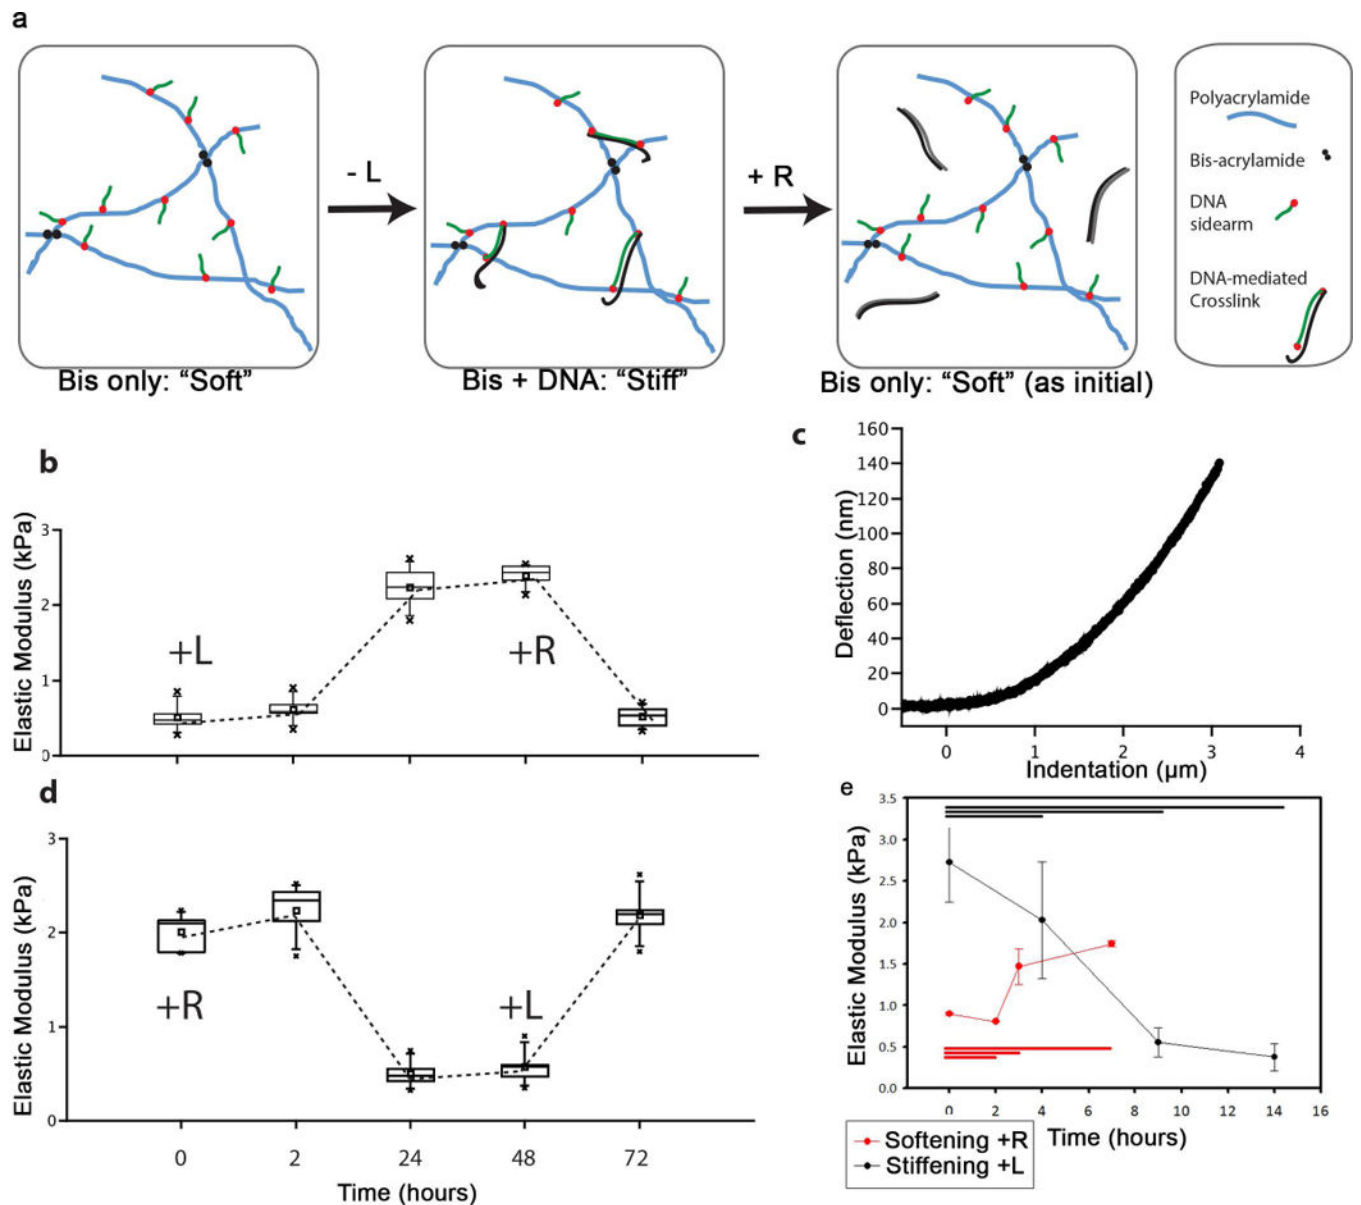 a
- L
+ R
Polyacrylamide
Bis-acrylamide
DNA
sidearm
DNA-mediated
Crosslink
Bis only: “Soft”
Bis + DNA: “Stiff”
Bis only: “Soft” (as initial)
b
Elastic Modulus (kPa)
3
2
1
0
+L
+R
c
Deflection (nm)
160
140
120
100
80
60
40
20
0
0 1 2 3 4
Indentation (µm)
d
Elastic Modulus (kPa)
3
2
1
0
+R
+L
0 2 24 48 72
Time (hours)
e
Elastic Modulus (kPa)
3.5
3.0
2.5
2.0
1.5
1.0
0.5
0.0
0 2 4 6 8 10 12 14 16
Time (hours)
Softening +R
Stiffening +L